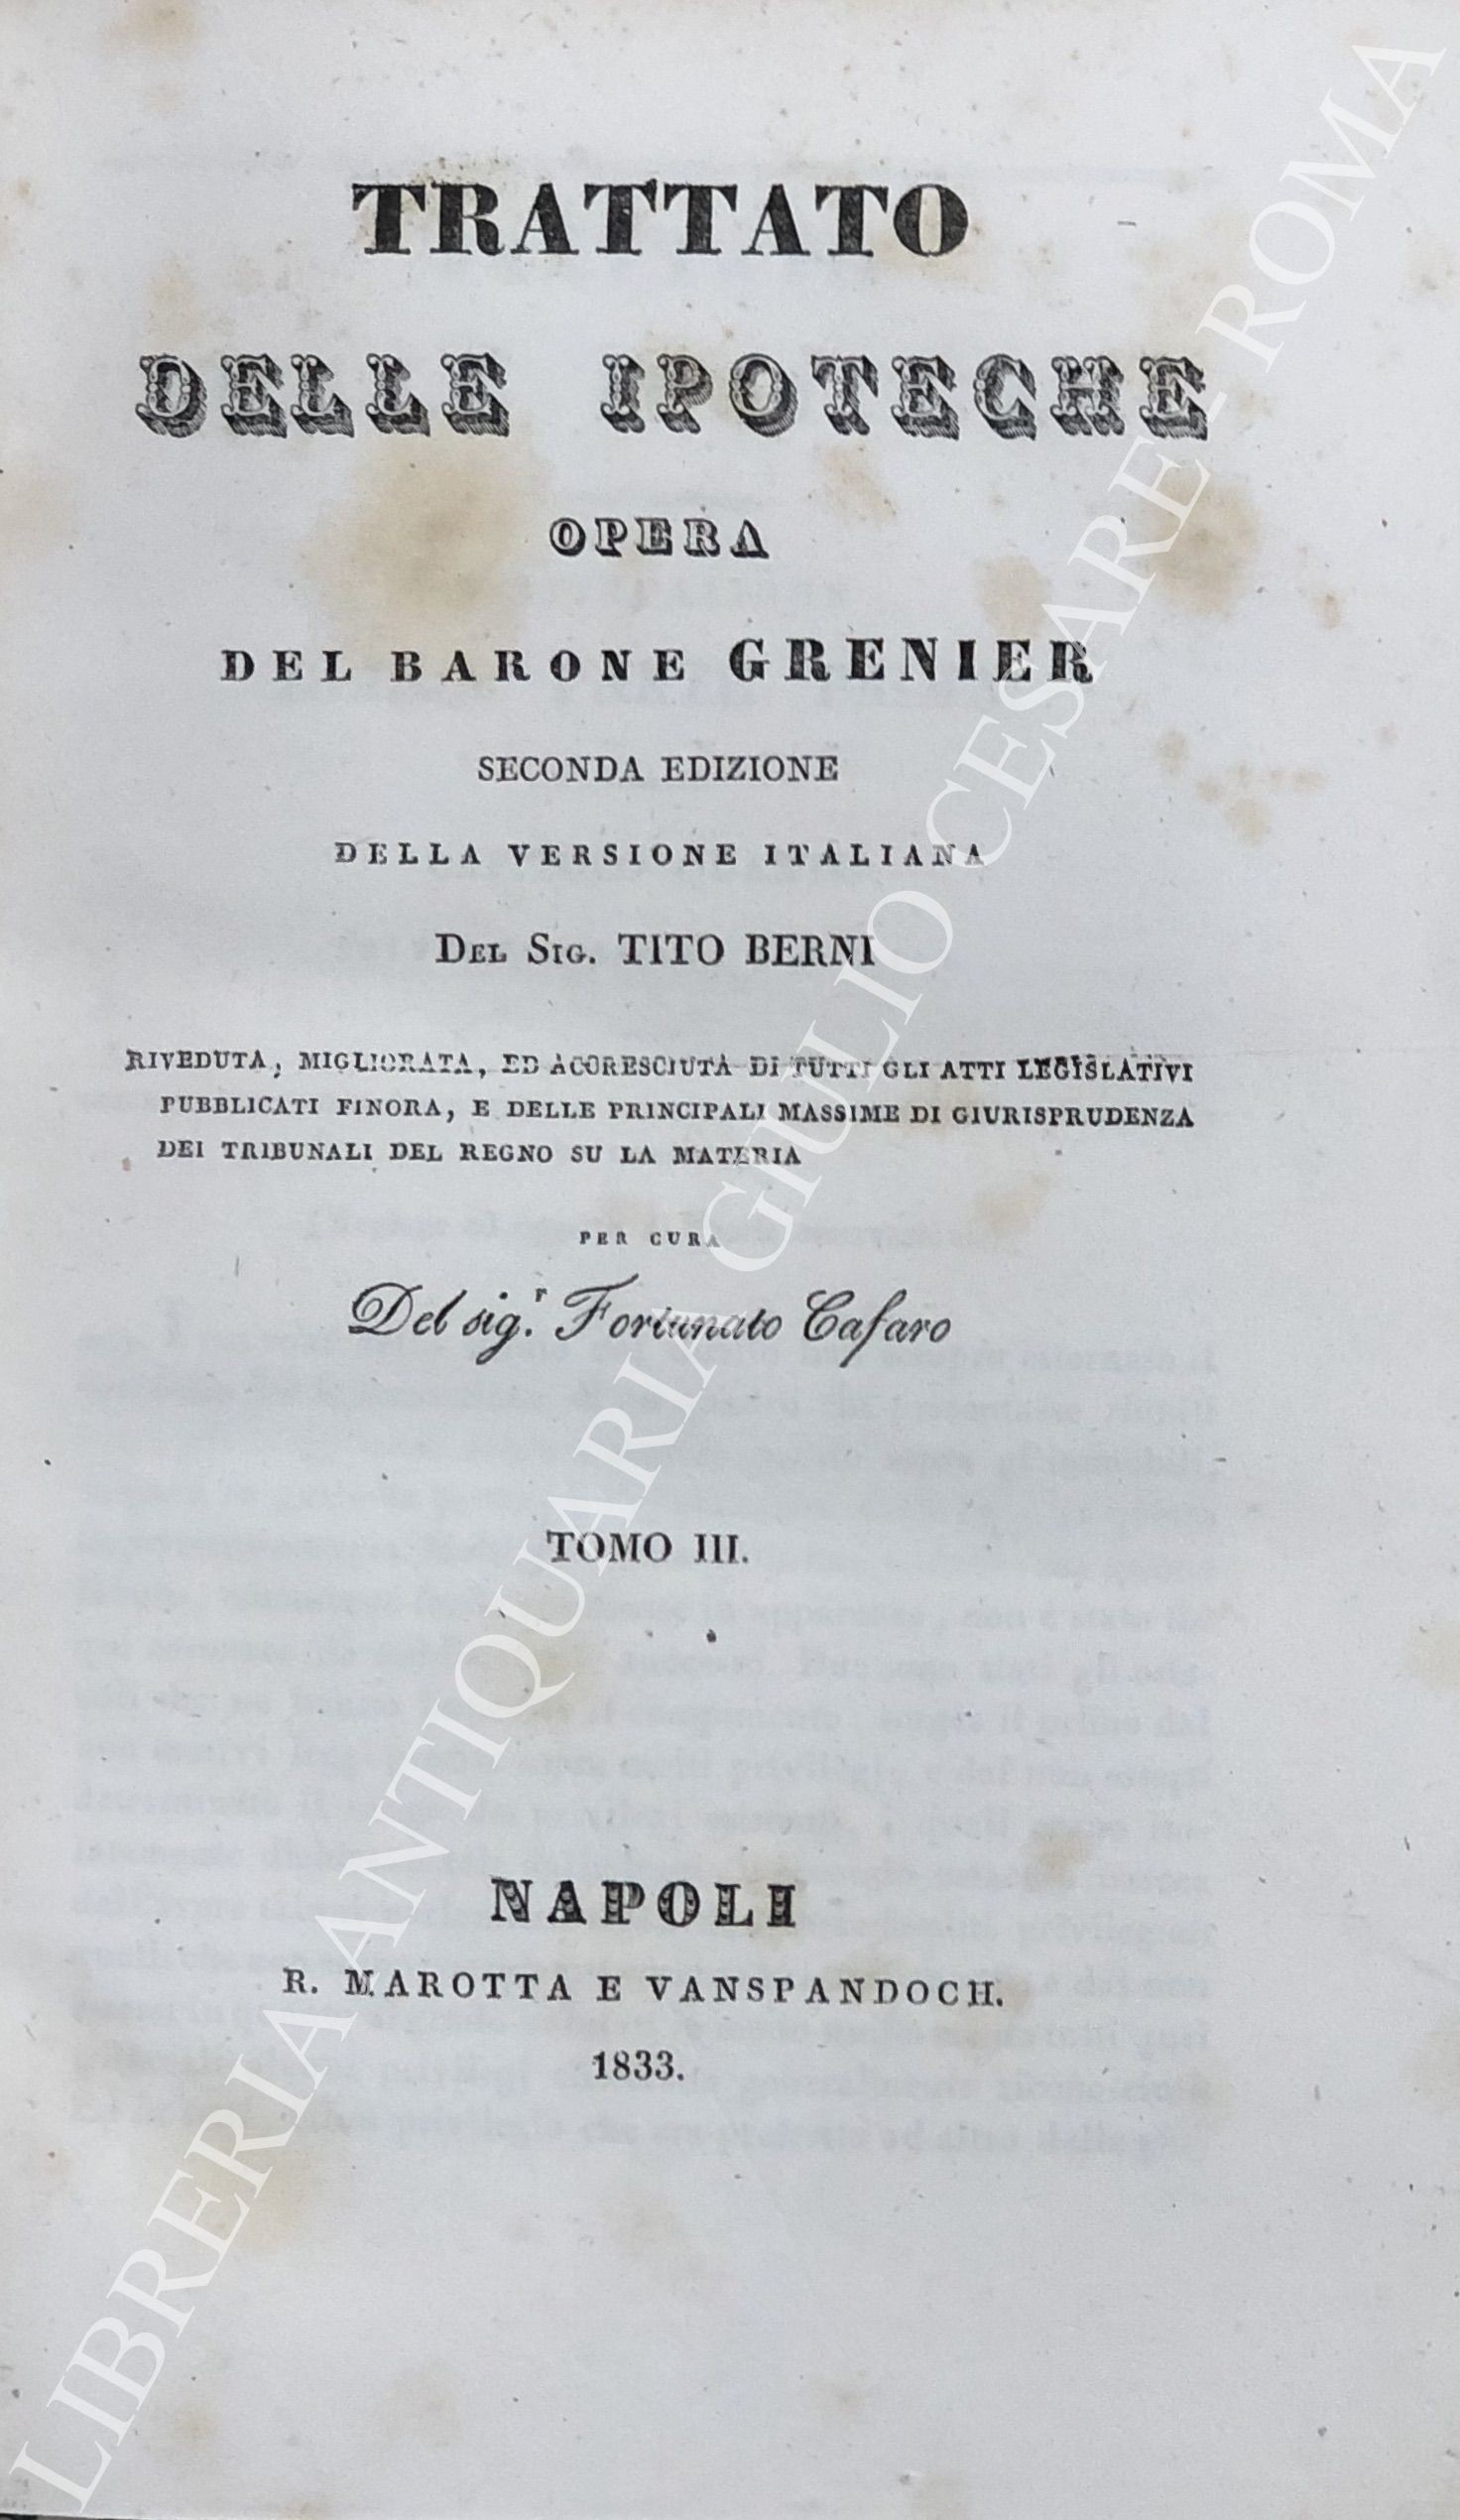 TRATTATO
DELLE IPOTECHE
OPERA
DEL BARONE GRENIER
SECONDA EDIZIONE
DELLA VERSIONE ITALIANA
DEL SIG. TITO BERNI
RIVEDUTA, MIGLIORATA, ED ACCRESCIUTA DI TUTTI GLI ATTI LEGISLATIVI
PUBBLICATI FINORA, E DELLE PRINCIPALI MASSIME DI GIURISPRUDENZA
DEI TRIBUNALI DEL REGNO SU LA MATERIA
PER CURA
Del sig.r Fortunato Cafaro
TOMO III.
NAPOLI
R. MAROTTA E VANSPANDOCH.
1833.
LIBRERIA ANTIQUARIA GIULIO CESARE - ROMA